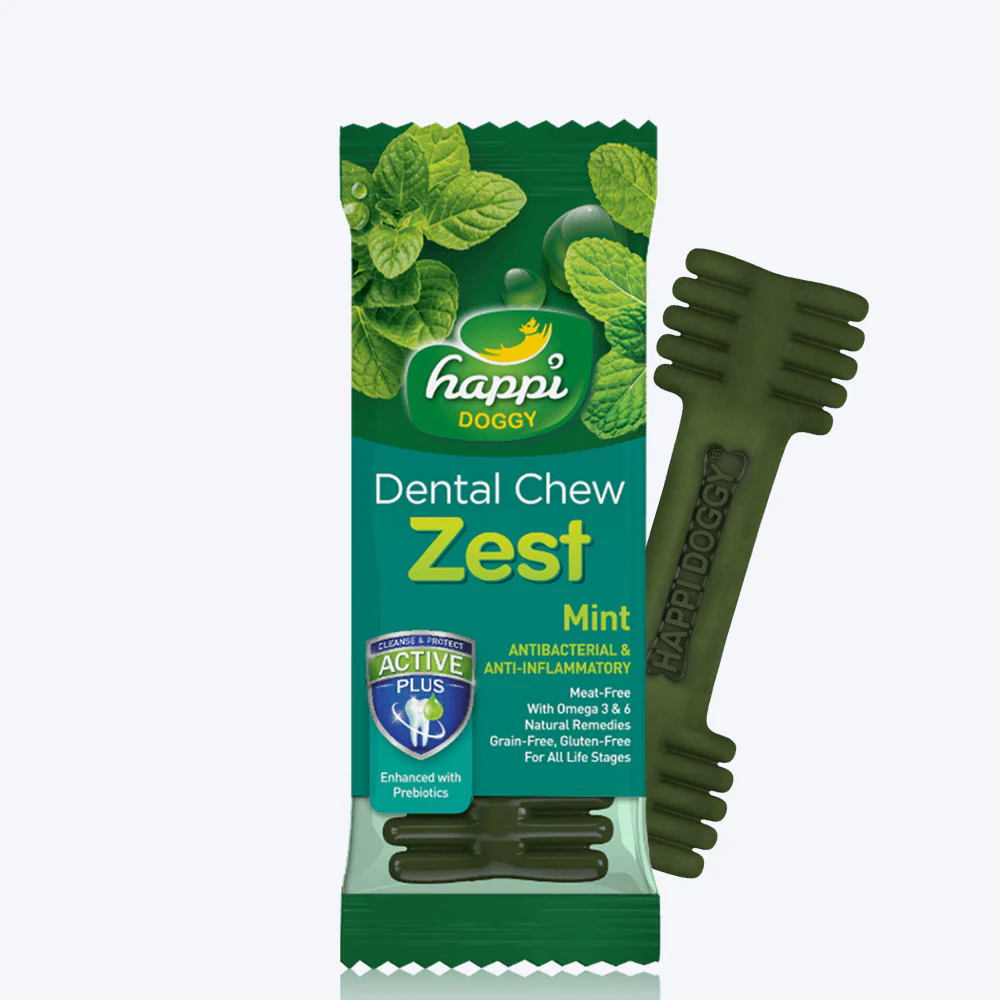 happi
DOGGY
Dental Chew
Zest
Mint
ANTIBACTERIAL &
ANTI-INFLAMMATORY
Meat-Free
With Omega 3 & 6
Natural Remedies
Grain-Free, Gluten-Free
For All Life Stages
CLEANSE & PROTECT
ACTIVE
PLUS
Enhanced with
Prebiotics
HAPPI DOGGY®